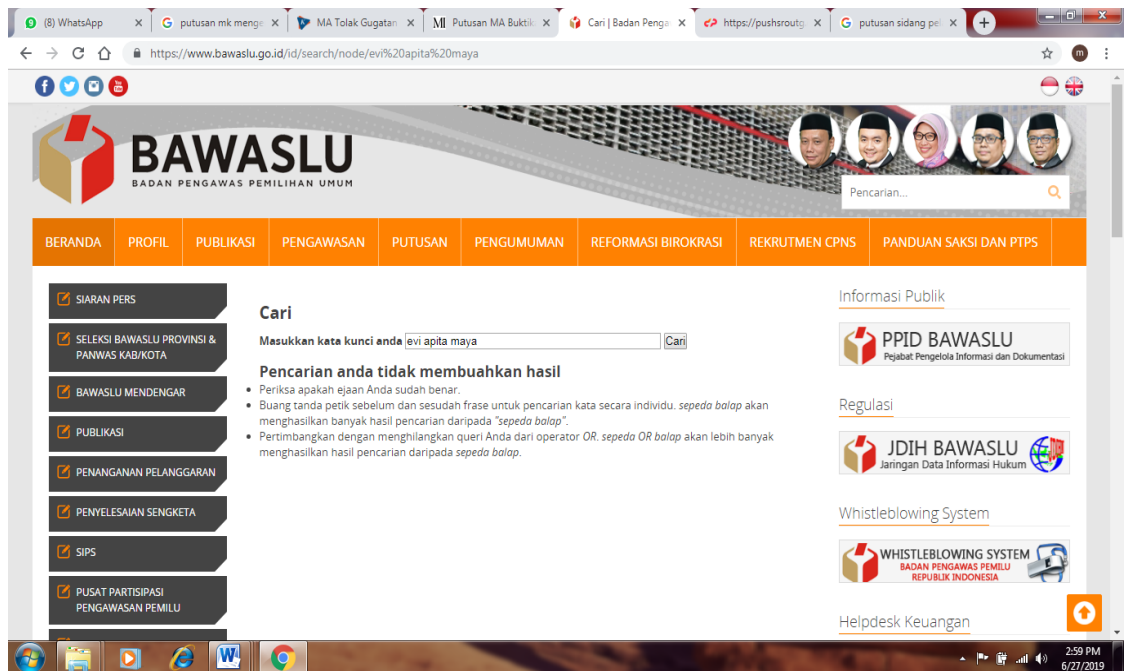 (8) WhatsApp
putusan mk menge
MA Tolak Gugatan
MI Putusan MA Buktik
Cari | Badan Penga
https://pushsroutg.
putusan sidang pel
https://www.bawaslu.go.id/id/search/node/evi%20apita%20maya
m
BAWASLU
BADAN PENGAWAS PEMILIHAN UMUM
Pencarian...
BERANDA PROFIL PUBLIKASI PENGAWASAN PUTUSAN PENGUMUMAN REFORMASI BIROKRASI REKRUTMEN CPNS PANDUAN SAKSI DAN PTPS
SIARAN PERS
SELEKSI BAWASLU PROVINSI &
PANWAS KAB/KOTA
BAWASLU MENDENGAR
PUBLIKASI
PENANGANAN PELANGGARAN
PENYELESAIAN SENGKETA
SIPS
PUSAT PARTISIPASI
PENGAWASAN PEMILU
Cari
Masukkan kata kunci anda evi apita maya Cari
Pencarian anda tidak membuahkan hasil
Periksa apakah ejaan Anda sudah benar.
Buang tanda petik sebelum dan sesudah frase untuk pencarian kata secara individu. sepeda balap akan
menghasilkan banyak hasil pencarian daripada "sepeda balap".
Pertimbangkan dengan menghilangkan queri Anda dari operator OR. sepeda OR balap akan lebih banyak
menghasilkan hasil pencarian daripada sepeda balap.
Informasi Publik
PPID BAWASLU
Pejabat Pengelola Informasi dan Dokumentasi
Regulasi
JDIH BAWASLU
Jaringan Data Informasi Hukum
Whistleblowing System
WHISTLEBLOWING SYSTEM
BADAN PENGAWAS PEMILU
REPUBLIK INDONESIA
Helpdesk Keuangan
2:59 PM
6/27/2019